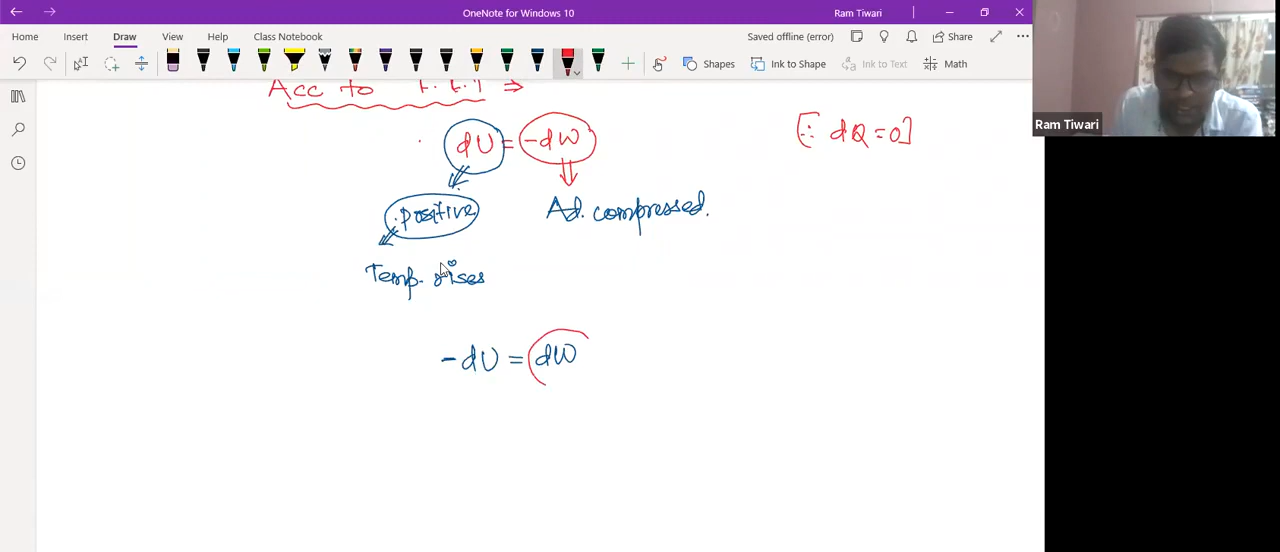 OneNote for Windows 10
Ram Tiwari
Home Insert Draw View Help Class Notebook
Saved offline (error) Share
Shapes Ink to Shape Ink to Text Math
Ram Tiwari
Acc to ⇒
dU = -dW [∵ dQ = 0]
positive Ad. compressed.
Temp. rises
-dU = dW